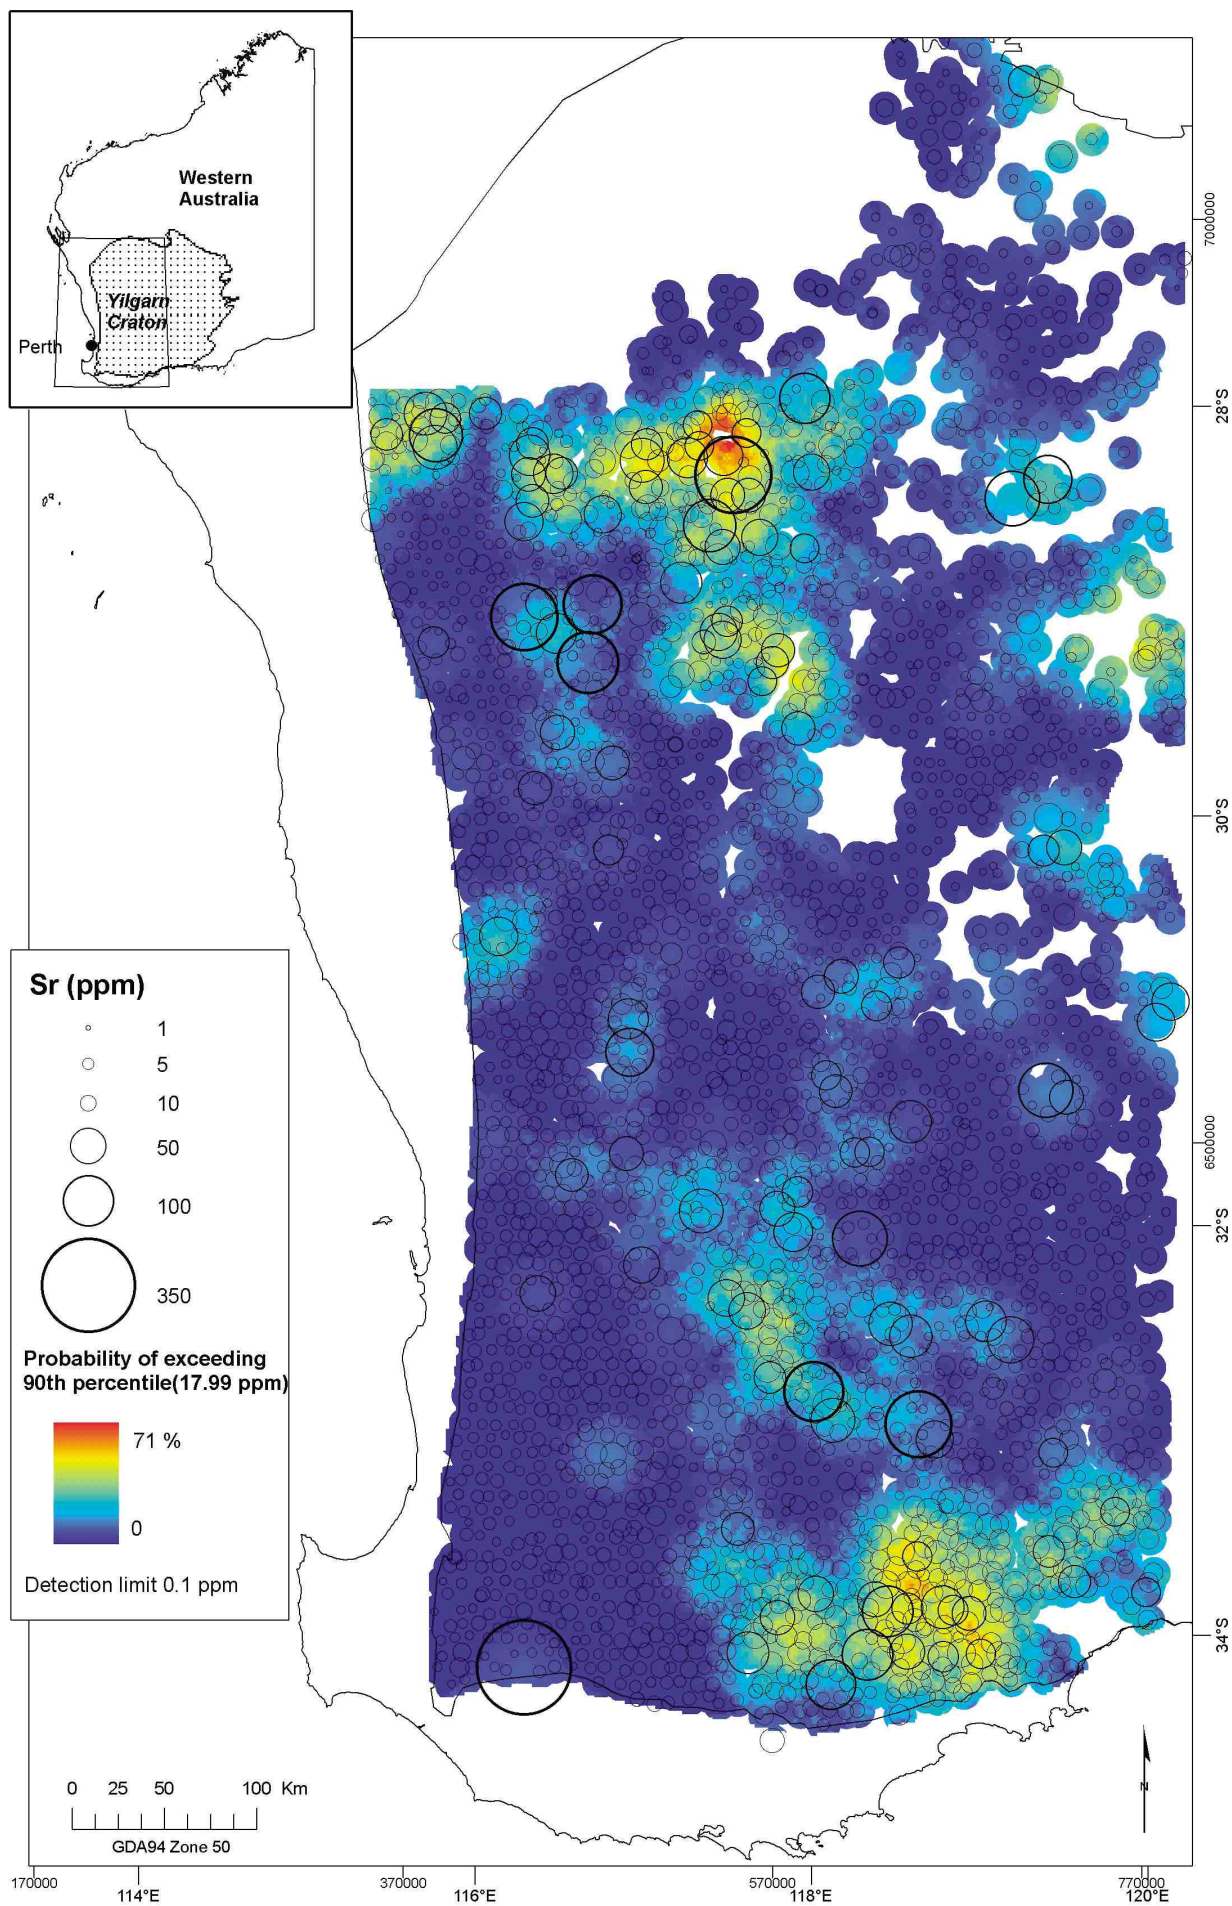 Western
Australia
Yilgarn
Craton
Perth
7000000
28°S
30°S
6500000
32°S
34°S
Sr (ppm)
1
5
10
50
100
350
Probability of exceeding
90th percentile(17.99 ppm)
71 %
0
Detection limit 0.1 ppm
0 25 50 100 Km
GDA94 Zone 50
N
170000 370000 570000 770000
114°E 116°E 118°E 120°E